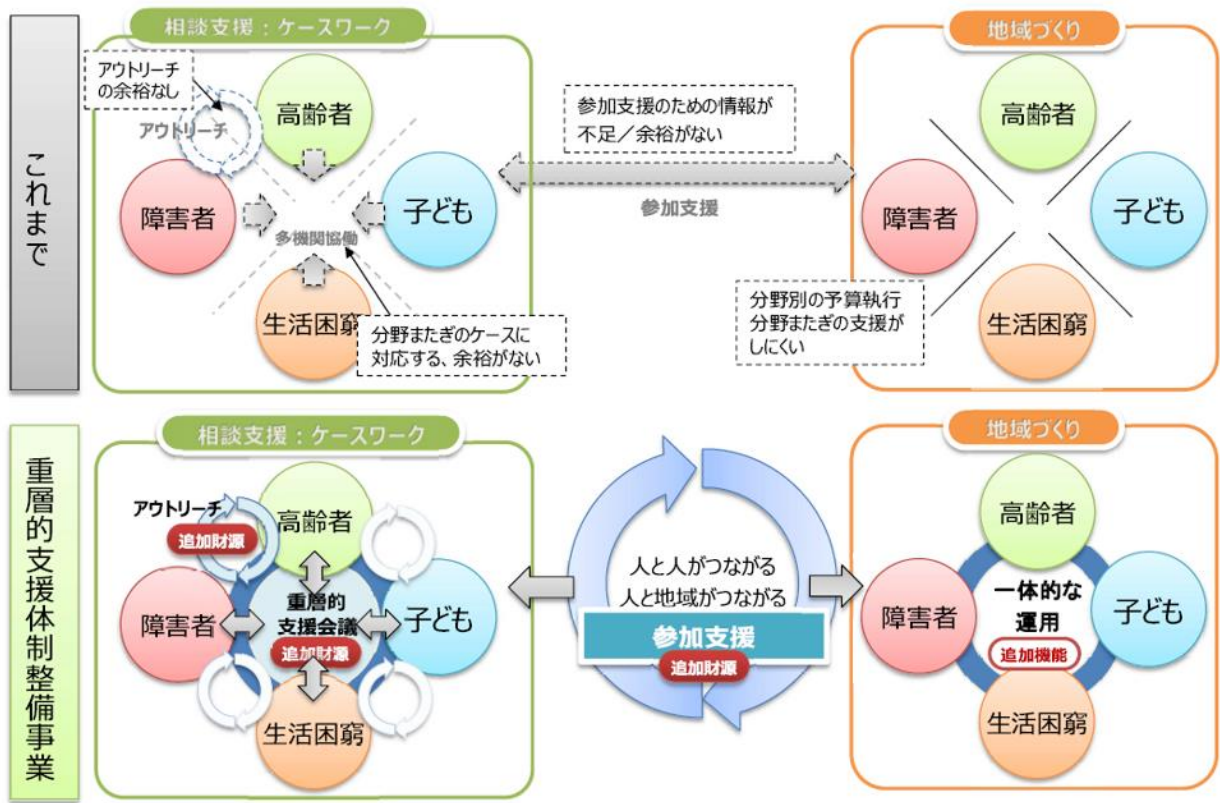 これまで
相談支援：ケースワーク
アウトリーチ
の余裕なし
アウトリーチ
高齢者
障害者
子ども
多機関協働
生活困窮
分野またぎのケースに
対応する、余裕がない
参加支援のための情報が
不足／余裕がない
参加支援
地域づくり
高齢者
障害者
子ども
生活困窮
分野別の予算執行
分野またぎの支援が
しにくい
重層的支援体制整備事業
相談支援：ケースワーク
アウトリーチ
追加財源
高齢者
障害者
重層的
支援会議
追加財源
子ども
生活困窮
人と人がつながる
人と地域がつながる
参加支援
追加財源
地域づくり
高齢者
障害者
一体的な
運用
追加機能
子ども
生活困窮